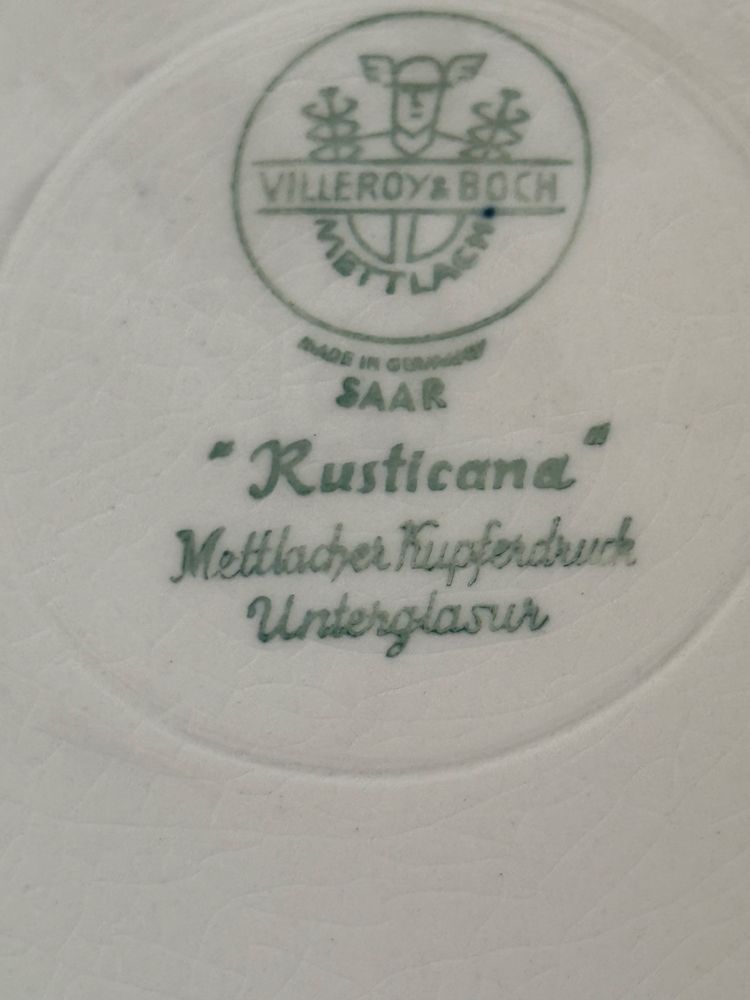 VILLEROY & BOCH
METTLACH
MADE IN GERMANY
SAAR
"Rusticana"
Mettlacher Kupferdruck
Unterglasur